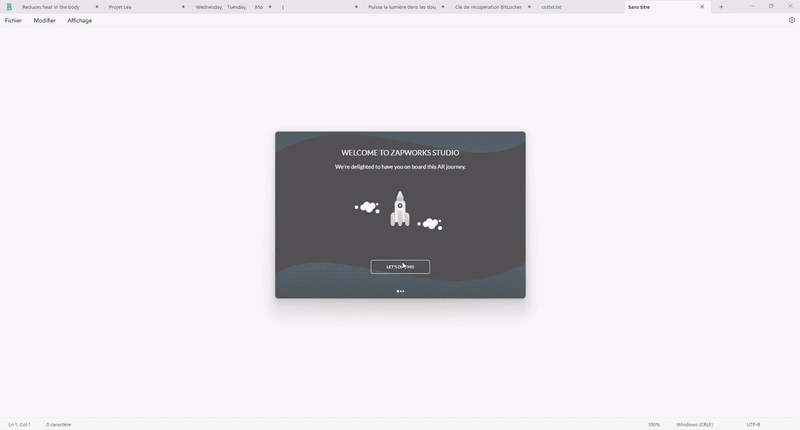 Reduces heat in the body
Projet Léa
Wednesday, Tuesday, Mo
(
Puisse la lumière dans les dou
Clé de récupération BitLocker
csstxt.txt
Sans titre
Fichier Modifier Affichage
WELCOME TO ZAPWORKS STUDIO
We're delighted to have you on board this AR journey.
LET'S DO THIS
Ln 1, Col 1
0 caractère
100%
Windows (CRLF)
UTF-8